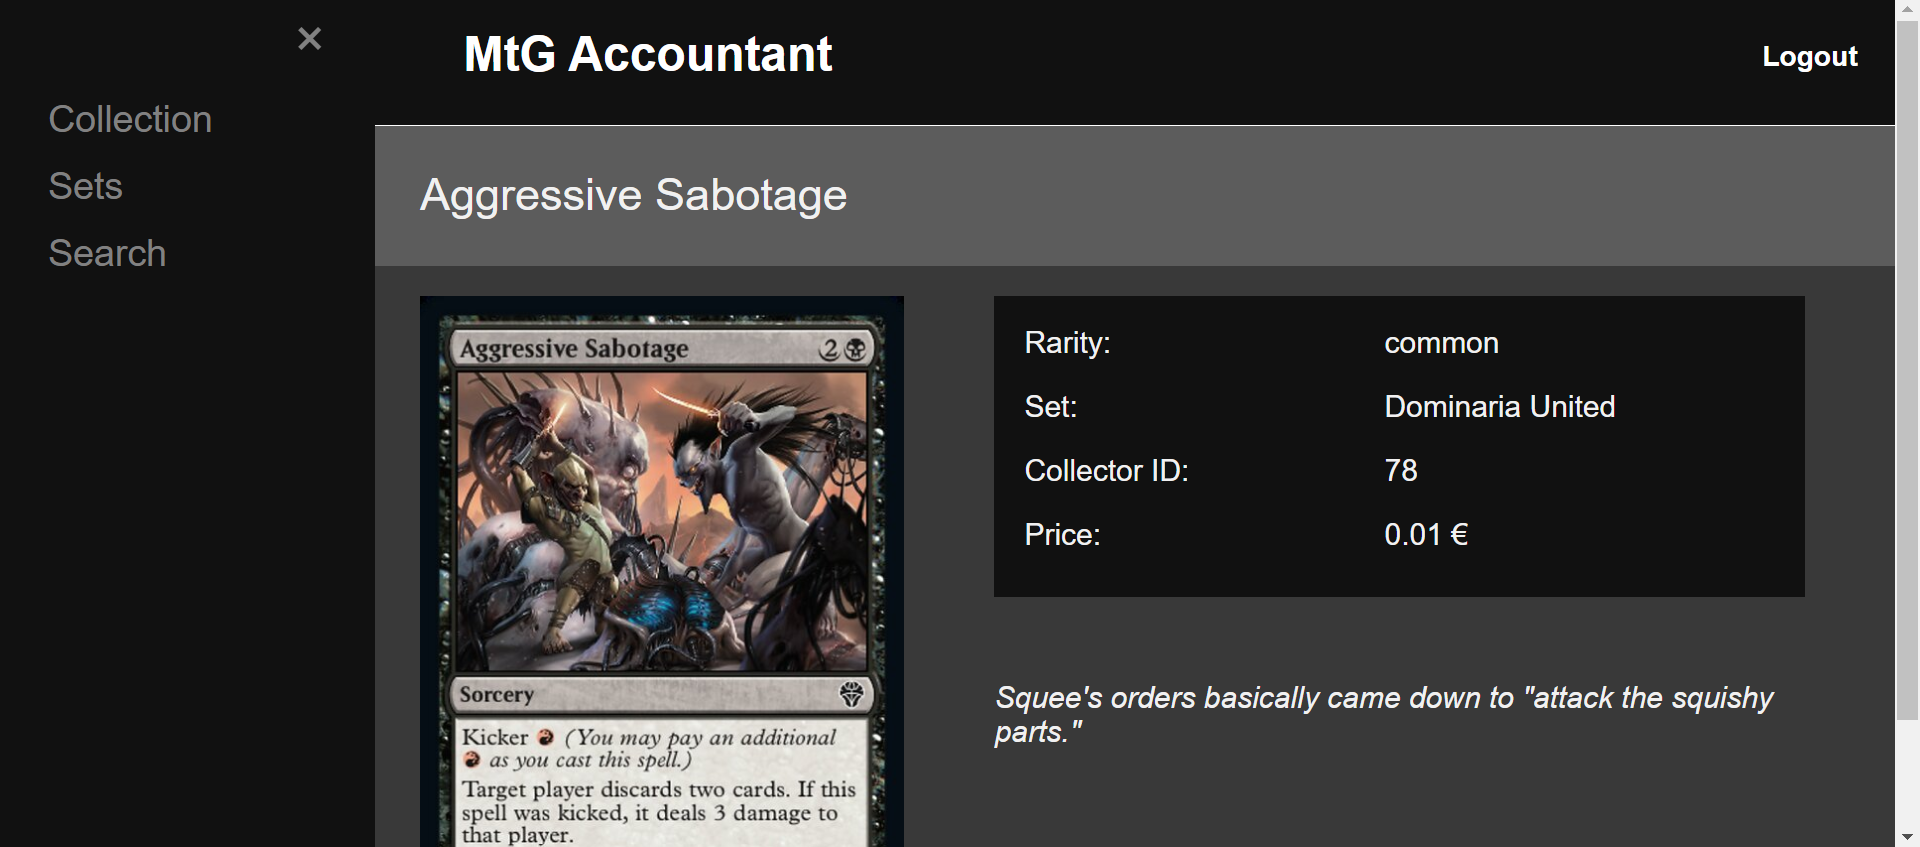 ×
MtG Accountant
Logout
Collection
Sets
Search
Aggressive Sabotage
Aggressive Sabotage 2
Sorcery
Kicker (You may pay an additional
as you cast this spell.)
Target player discards two cards. If this
spell was kicked, it deals 3 damage to
that player.
Rarity: common
Set: Dominaria United
Collector ID: 78
Price: 0.01 €
Squee's orders basically came down to "attack the squishy
parts."